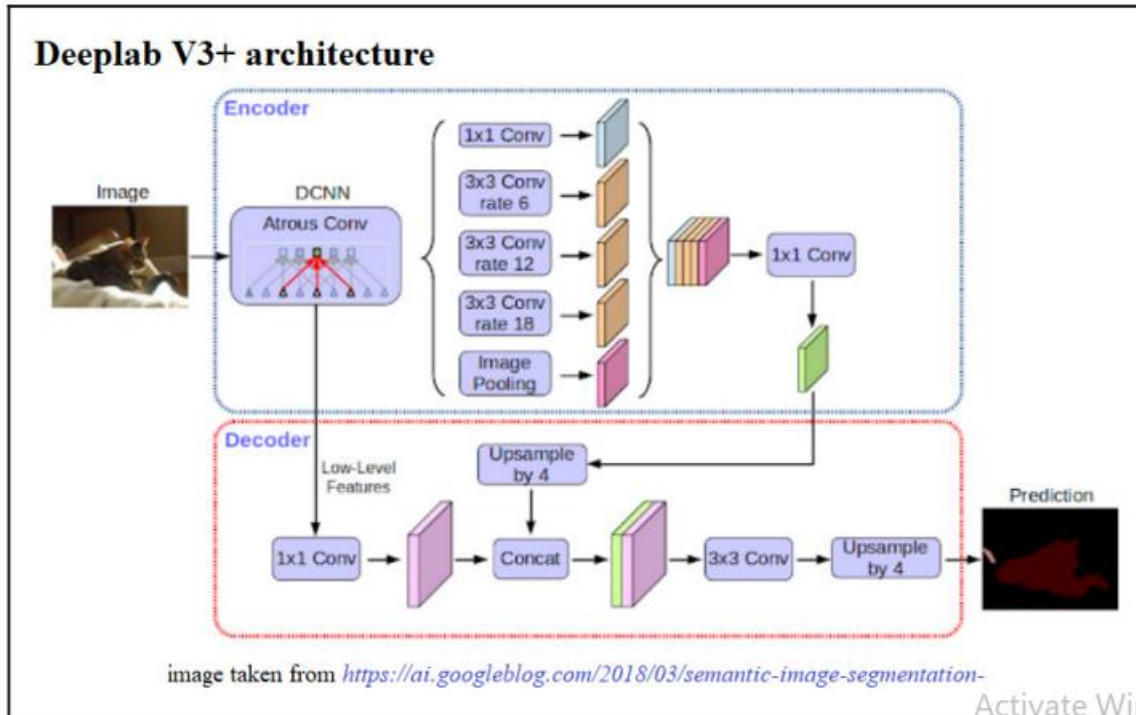 Deeplab V3+ architecture
Encoder
Image
DCNN
Atrous Conv
1x1 Conv
3x3 Conv
rate 6
3x3 Conv
rate 12
3x3 Conv
rate 18
Image
Pooling
1x1 Conv
Decoder
Low-Level
Features
Upsample
by 4
1x1 Conv
Concat
3x3 Conv
Upsample
by 4
Prediction
image taken from https://ai.googleblog.com/2018/03/semantic-image-segmentation-
Activate Wi